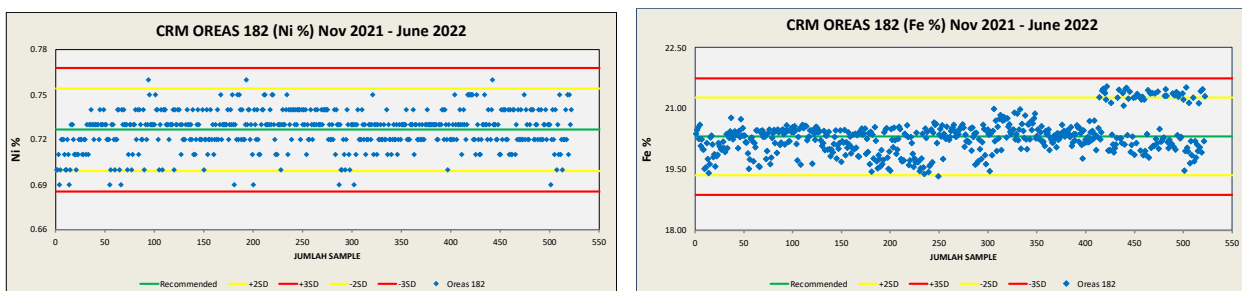 CRM OREAS 182 (Ni %) Nov 2021 - June 2022
0.78
0.75
0.72
0.69
0.66
Ni %
0 50 100 150 200 250 300 350 400 450 500 550
JUMLAH SAMPLE
Recommended +2SD +3SD -2SD -3SD Oreas 182
CRM OREAS 182 (Fe %) Nov 2021 - June 2022
22.50
21.00
19.50
18.00
Fe %
0 50 100 150 200 250 300 350 400 450 500 550
JUMLAH SAMPLE
Recommended +2SD +3SD -2SD -3SD Oreas 182